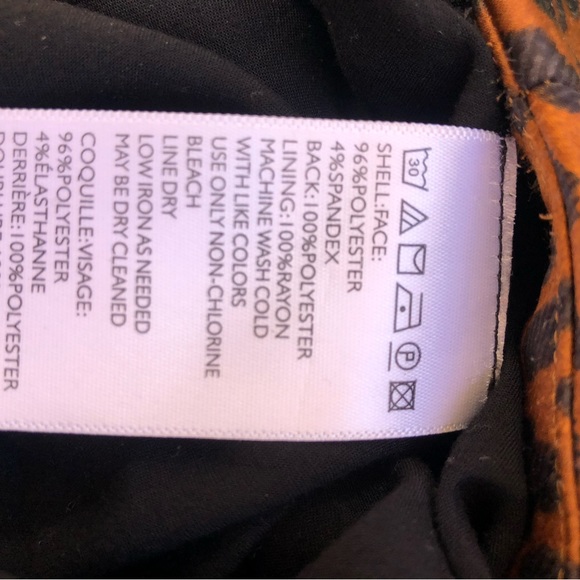 30
P
SHELL:FACE:
96%POLYESTER
4%SPANDEX
BACK:100%POLYESTER
LINING:100%RAYON
MACHINE WASH COLD
WITH LIKE COLORS
USE ONLY NON-CHLORINE
BLEACH
LINE DRY
LOW IRON AS NEEDED
MAY BE DRY CLEANED
COQUILLE:VISAGE:
96%POLYESTER
4%ÉLASTHANNE
DERRIÈRE:100%POLYESTER